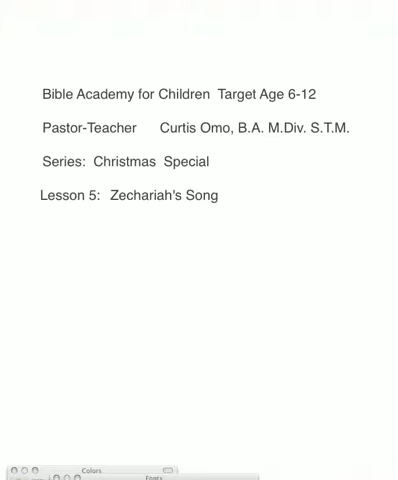 Bible Academy for Children  Target Age 6-12
Pastor-Teacher      Curtis Omo, B.A. M.Div. S.T.M.
Series:  Christmas  Special
Lesson 5:   Zechariah's Song
Colors
Fonts